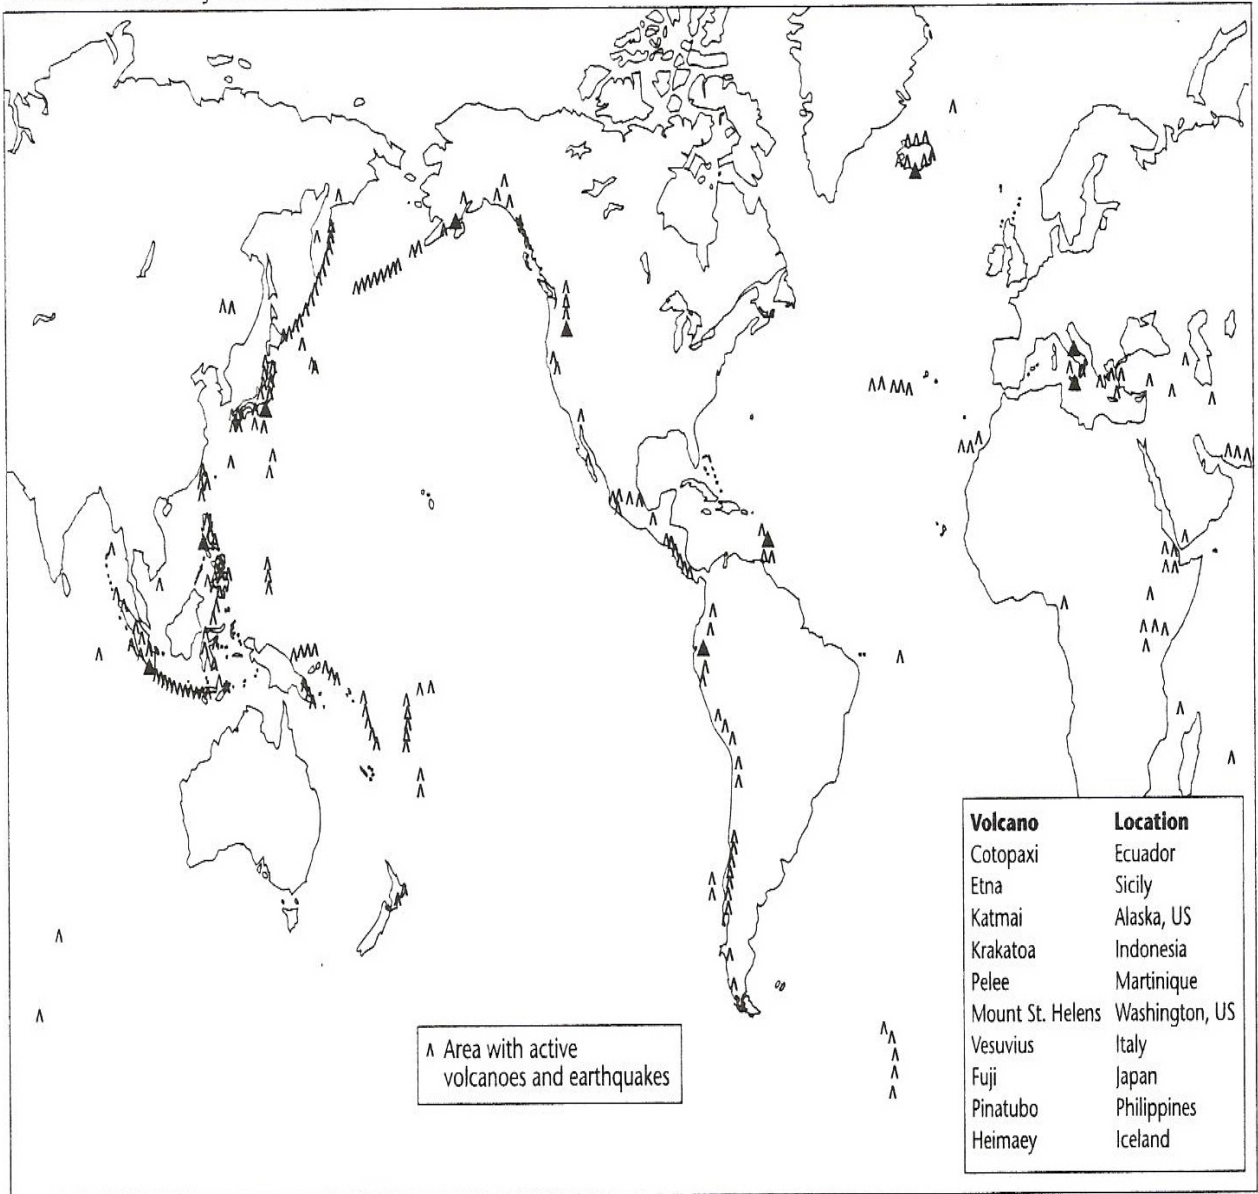 Volcano Location
Cotopaxi Ecuador
Etna Sicily
Katmai Alaska, US
Krakatoa Indonesia
Pelee Martinique
Mount St. Helens Washington, US
Vesuvius Italy
Fuji Japan
Pinatubo Philippines
Heimaey Iceland
^ Area with active
volcanoes and earthquakes